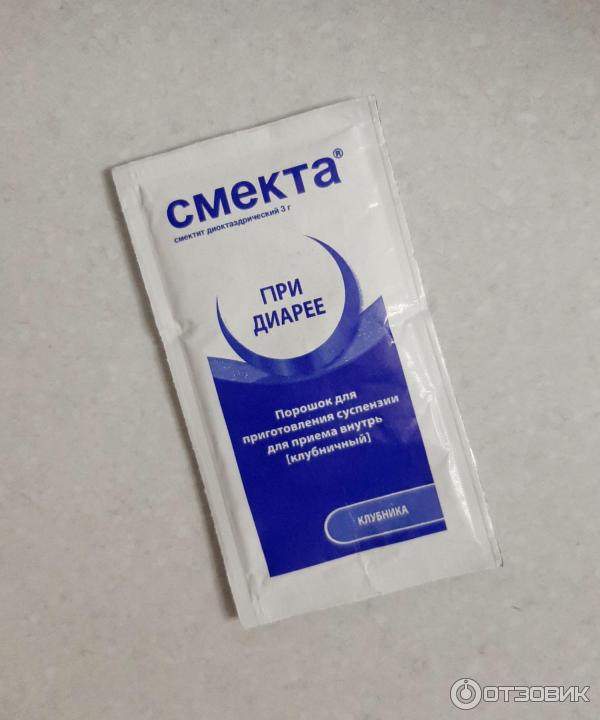 смекта®
смектит диоктаэдрический 3 г
ПРИ
ДИАРЕЕ
Порошок для
приготовления суспензии
для приема внутрь
[клубничный]
КЛУБНИКА
ОТЗОВИК